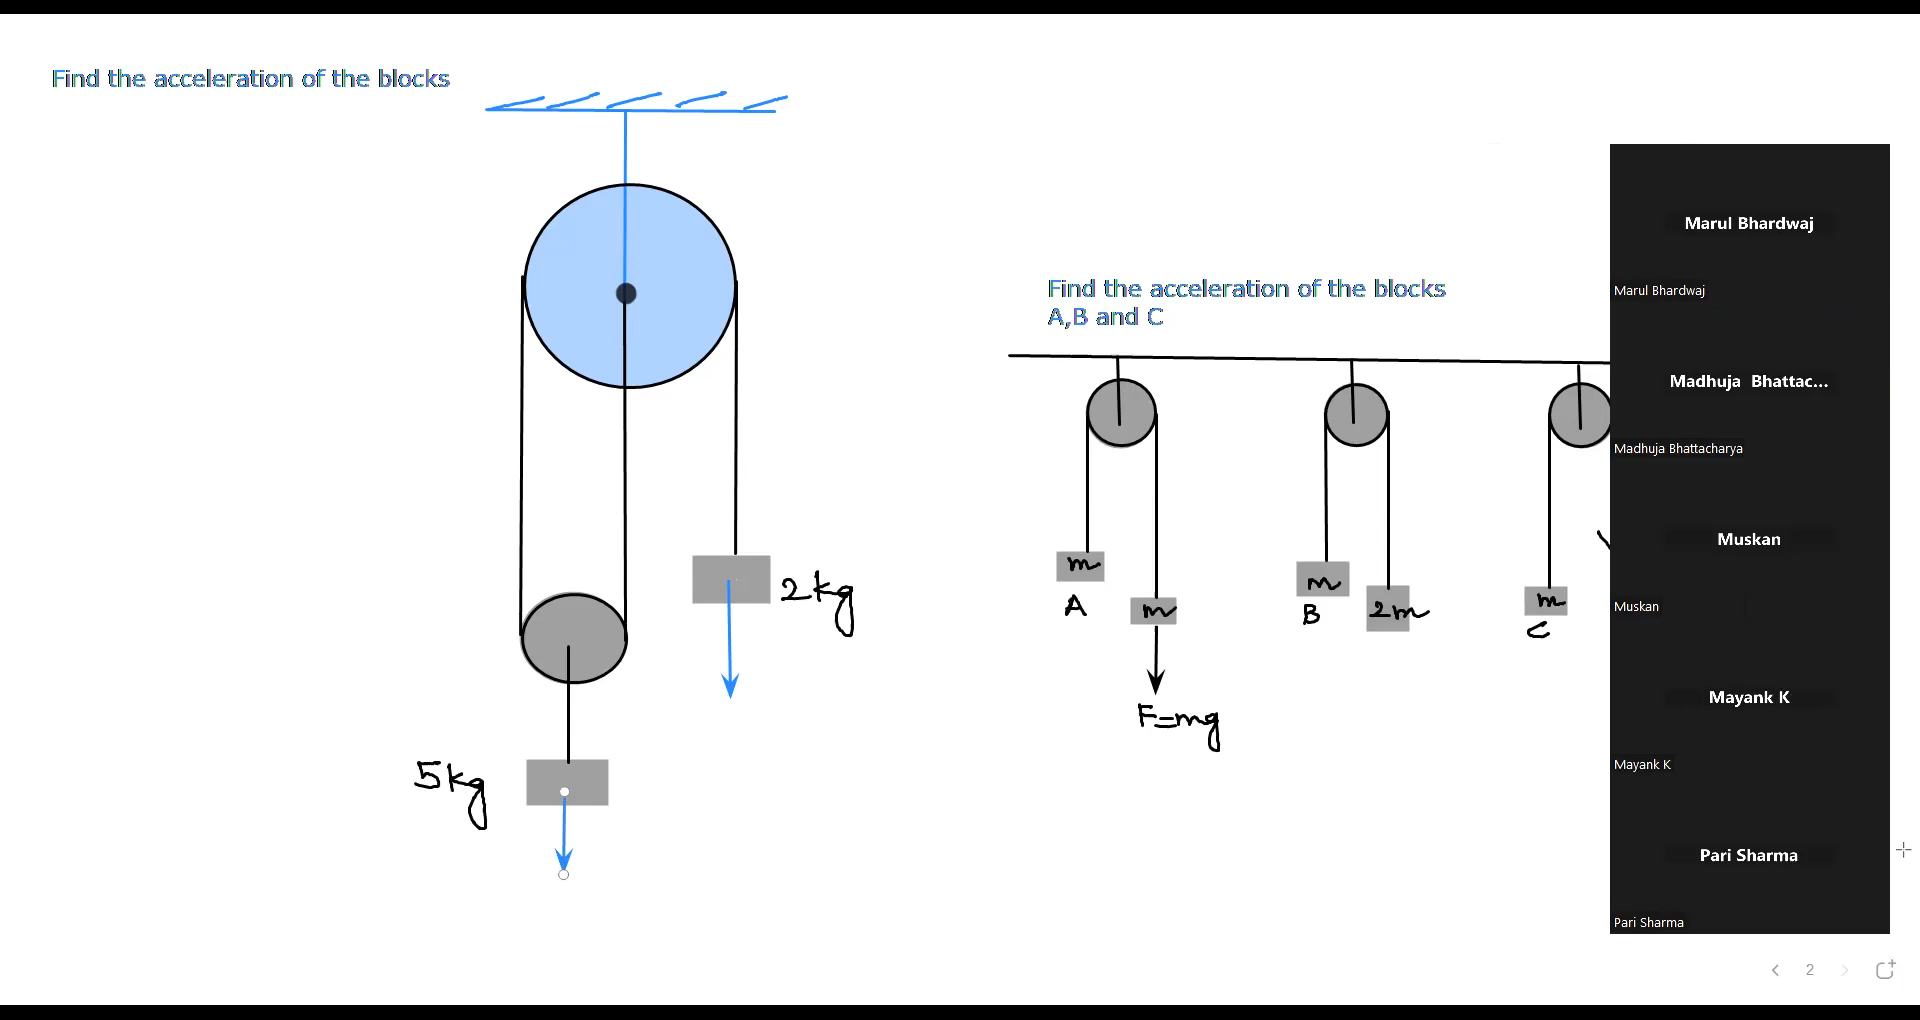 Find the acceleration of the blocks
2kg
5kg
Find the acceleration of the blocks
A,B and C
m
A
m
F=mg
m
B
2m
m
C
Marul Bhardwaj
Marul Bhardwaj
Madhuja Bhattac...
Madhuja Bhattacharya
Muskan
Muskan
Mayank K
Mayank K
Pari Sharma
Pari Sharma
2